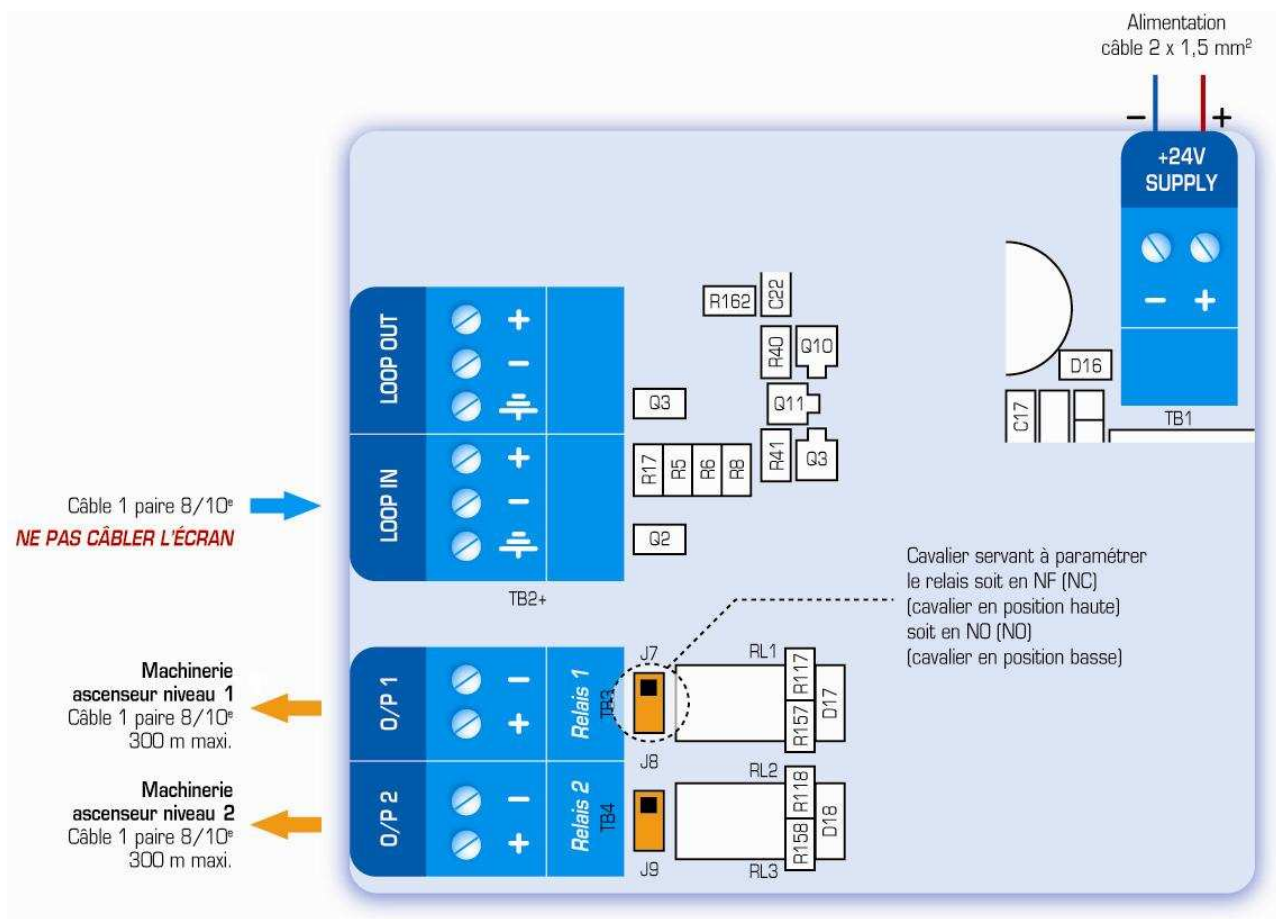 Alimentation
câble 2 x 1,5 mm²
− +
+24V
SUPPLY
− +
TB1
D16
C17
R162
C22
R40
Q10
Q11
R41
Q3
Q3
R17
R5
R6
R8
Q2
LOOP OUT
+
−
LOOP IN
+
−
TB2+
Câble 1 paire 8/10e
NE PAS CÂBLER L'ÉCRAN
Cavalier servant à paramétrer
le relais soit en NF (NC)
(cavalier en position haute)
soit en NO (NO)
(cavalier en position basse)
Machinerie
ascenseur niveau 1
Câble 1 paire 8/10e
300 m maxi.
O/P 1
−
+
Relais 1
TB3
J7
J8
RL1
R117
R157
D17
Machinerie
ascenseur niveau 2
Câble 1 paire 8/10e
300 m maxi.
O/P 2
−
+
Relais 2
TB4
J9
RL2
RL3
R118
R158
D18